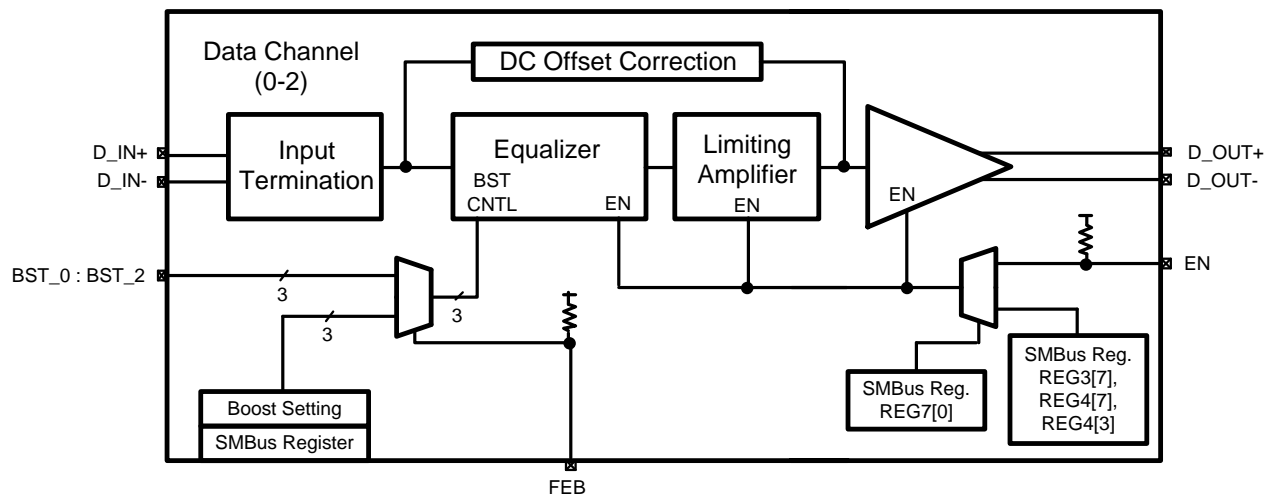 Data Channel
(0-2)
DC Offset Correction
D_IN+
D_IN-
Input
Termination
Equalizer
BST
CNTL
EN
Limiting
Amplifier
EN
EN
D_OUT+
D_OUT-
BST_0 : BST_2
3
3
3
EN
Boost Setting
SMBus Register
FEB
SMBus Reg.
REG7[0]
SMBus Reg.
REG3[7],
REG4[7],
REG4[3]